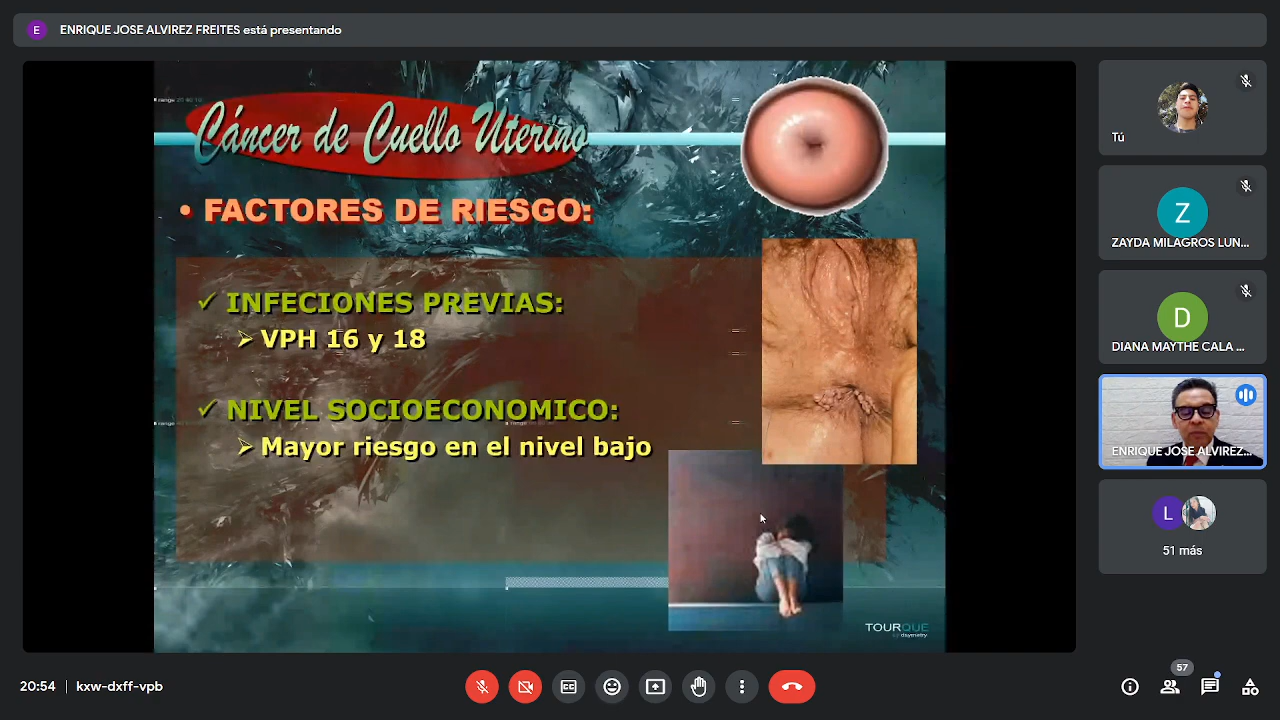 E
ENRIQUE JOSE ALVIREZ FREITES está presentando
Cáncer de Cuello Uterino
• FACTORES DE RIESGO:
✓ INFECIONES PREVIAS:
➢ VPH 16 y 18
✓ NIVEL SOCIOECONOMICO:
➢ Mayor riesgo en el nivel bajo
TOURQUE
Tú
Z
ZAYDA MILAGROS LUN...
D
DIANA MAYTHE CALA ...
ENRIQUE JOSE ALVIREZ...
L
51 más
20:54 | kxw-dxff-vpb
57